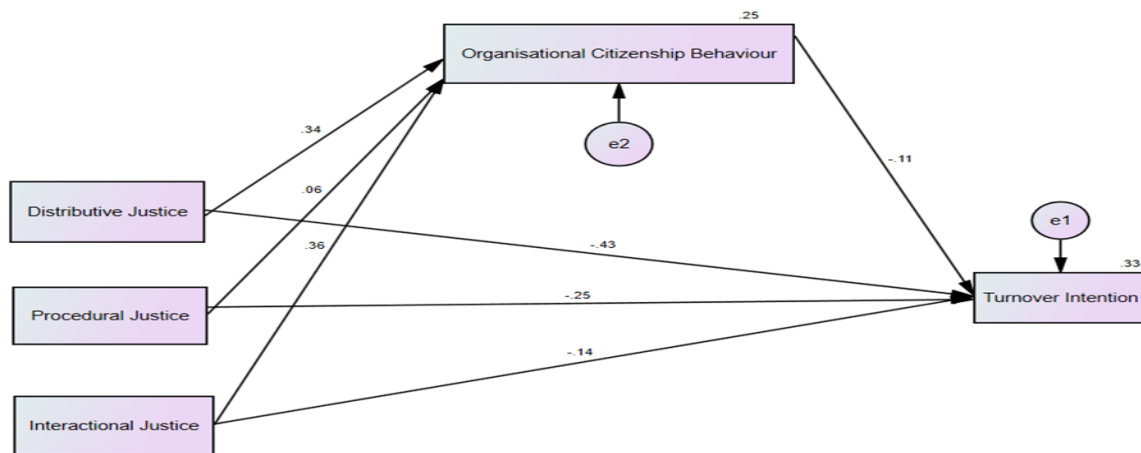 .25
Organisational Citizenship Behaviour
.34
e2
-.11
.06
Distributive Justice
.36
-.43
e1
.33
Procedural Justice
-.25
Turnover Intention
-.14
Interactional Justice